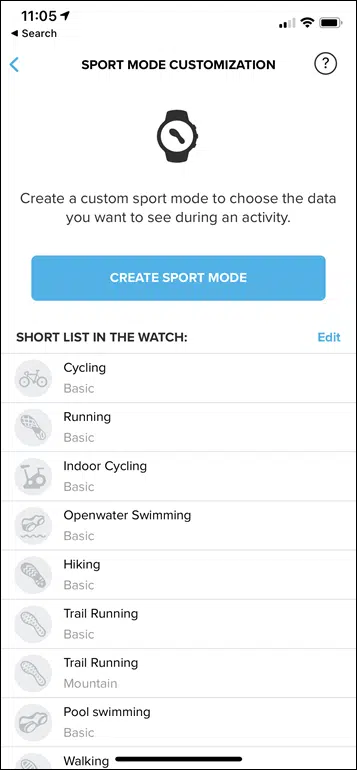 11:05
◀ Search
SPORT MODE CUSTOMIZATION
?
Create a custom sport mode to choose the data
you want to see during an activity.
CREATE SPORT MODE
SHORT LIST IN THE WATCH:
Edit
Cycling
Basic
Running
Basic
Indoor Cycling
Basic
Openwater Swimming
Basic
Hiking
Basic
Trail Running
Basic
Trail Running
Mountain
Pool swimming
Basic
Walking